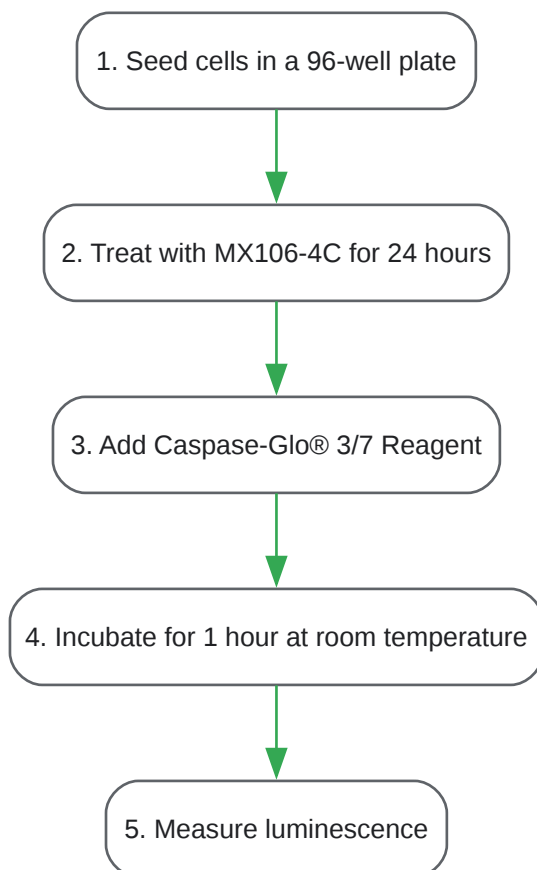 1. Seed cells in a 96-well plate
2. Treat with MX106-4C for 24 hours
3. Add Caspase-Glo® 3/7 Reagent
4. Incubate for 1 hour at room temperature
5. Measure luminescence